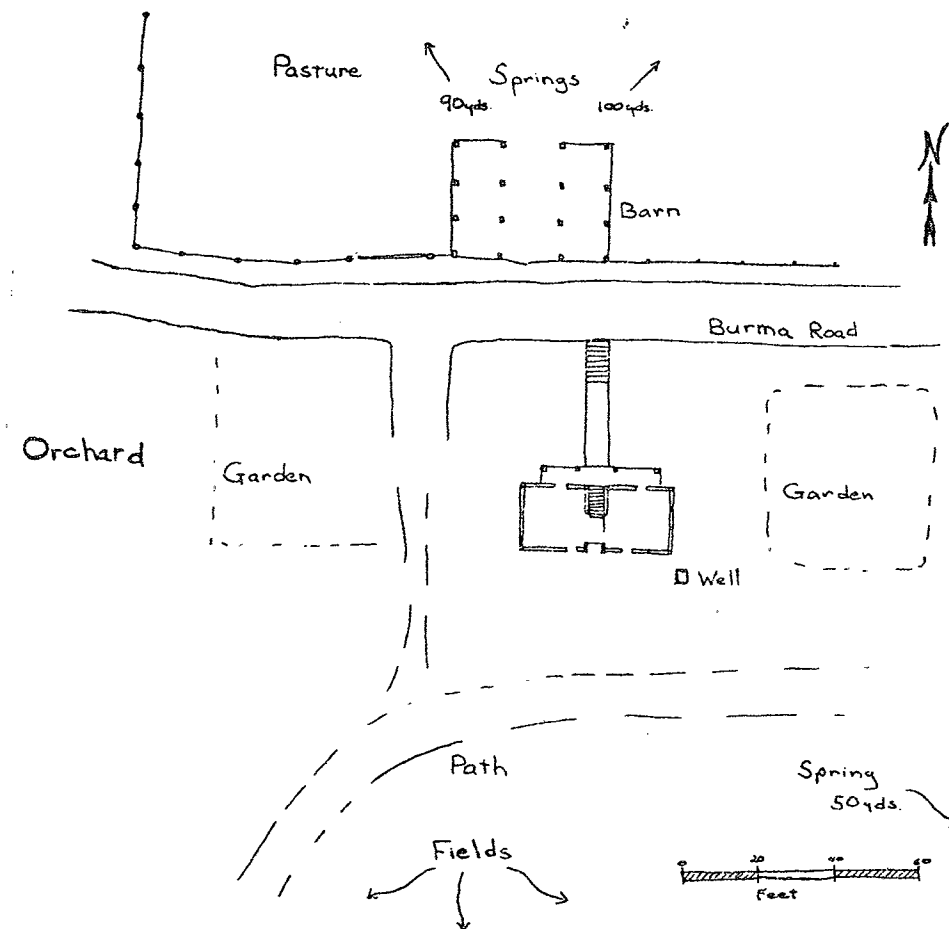 Pasture
Springs
90yds.
100yds.
N
Barn
Burma Road
Orchard
Garden
Garden
Well
Path
Spring
50yds.
Fields
0 20 40 60
Feet